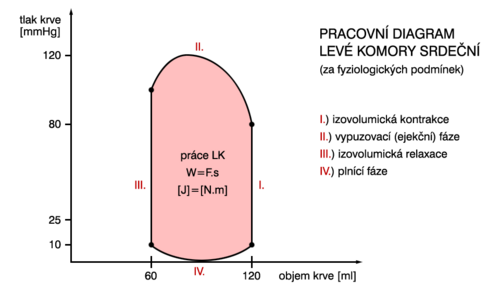 tlak krve
[mmHg]
PRACOVNÍ DIAGRAM
LEVÉ KOMORY SRDEČNÍ
(za fyziologických podmínek)
II.
120
80
25
10
práce LK
W=F.s
[J]=[N.m]
III.
I.
IV.
I.) izovolumická kontrakce
II.) vypuzovací (ejekční) fáze
III.) izovolumická relaxace
IV.) plnící fáze
60
120
objem krve [ml]